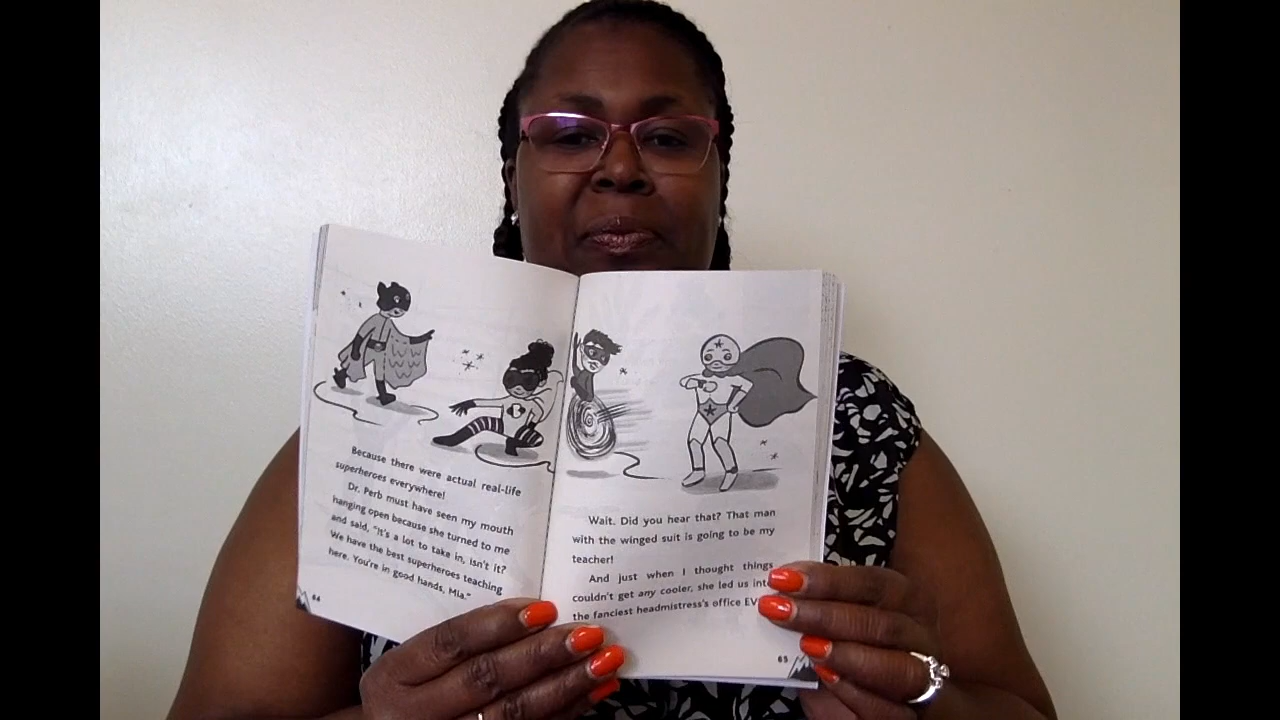 Because there were actual real-life
superheroes everywhere!
Dr. Perb must have seen my mouth
hanging open because she turned to me
and said, "It's a lot to take in, isn't it?
We have the best superheroes teaching
here. You're in good hands, Mia."
64
Wait. Did you hear that? That man
with the winged suit is going to be my
teacher!
And just when I thought things
couldn't get any cooler, she led us into
the fanciest headmistress's office
65